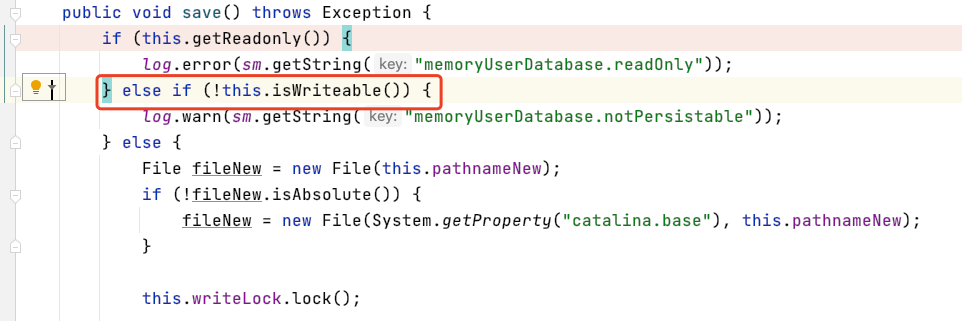 public void save() throws Exception {
if (this.getReadonly()) {
log.error(sm.getString( key: "memoryUserDatabase.readOnly"));
} else if (!this.isWriteable()) {
log.warn(sm.getString( key: "memoryUserDatabase.notPersistable"));
} else {
File fileNew = new File(this.pathnameNew);
if (!fileNew.isAbsolute()) {
fileNew = new File(System.getProperty("catalina.base"), this.pathnameNew);
}
this.writeLock.lock();